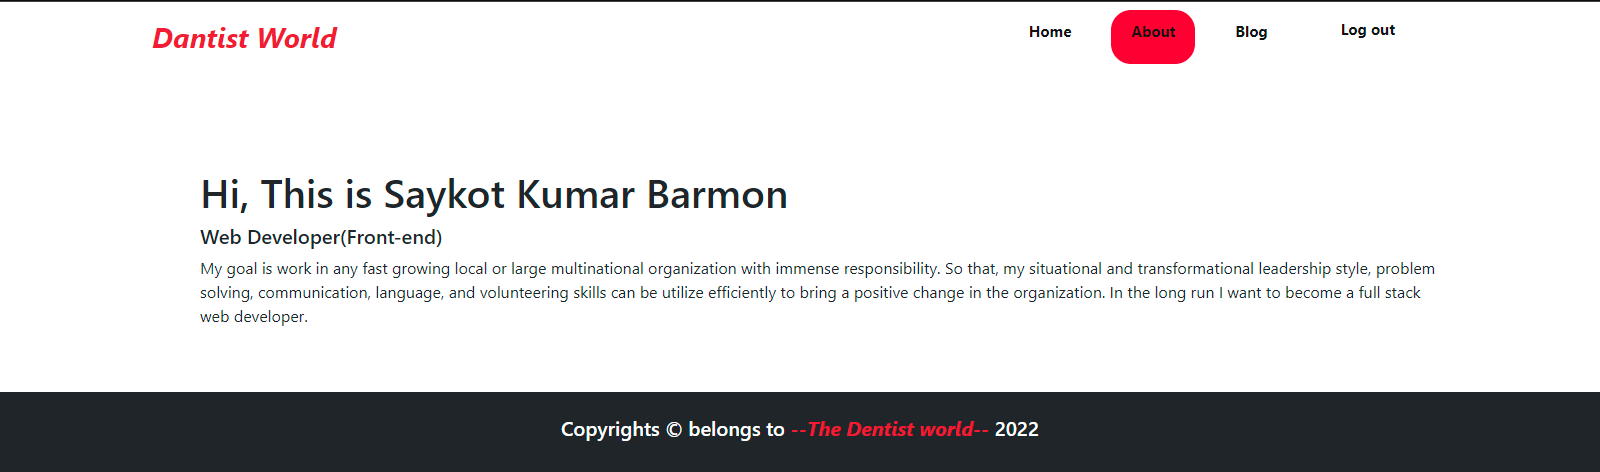 Dantist World
Home About Blog Log out
Hi, This is Saykot Kumar Barmon
Web Developer(Front-end)
My goal is work in any fast growing local or large multinational organization with immense responsibility. So that, my situational and transformational leadership style, problem
solving, communication, language, and volunteering skills can be utilize efficiently to bring a positive change in the organization. In the long run I want to become a full stack
web developer.
Copyrights © belongs to --The Dentist world-- 2022